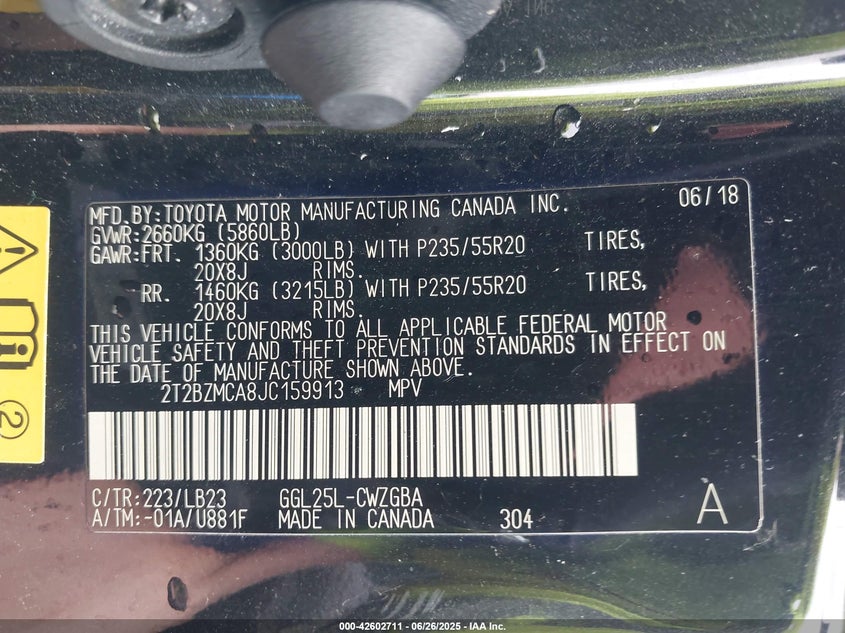 MFD.BY:TOYOTA MOTOR MANUFACTURING CANADA INC. 06/18
GVWR:2660KG (5860LB)
GAWR:FRT. 1360KG (3000LB) WITH P235/55R20 TIRES,
20X8J RIMS.
RR. 1460KG (3215LB) WITH P235/55R20 TIRES,
20X8J RIMS.
THIS VEHICLE CONFORMS TO ALL APPLICABLE FEDERAL MOTOR
VEHICLE SAFETY AND THEFT PREVENTION STANDARDS IN EFFECT ON
THE DATE OF MANUFACTURE SHOWN ABOVE.
2T2BZMCA8JC159913 MPV
C/TR:223/LB23 GGL25L-CWZGBA A
A/TM:-01A/U881F MADE IN CANADA 304
2
000-42602711 - 06/26/2025 - IAA Inc.